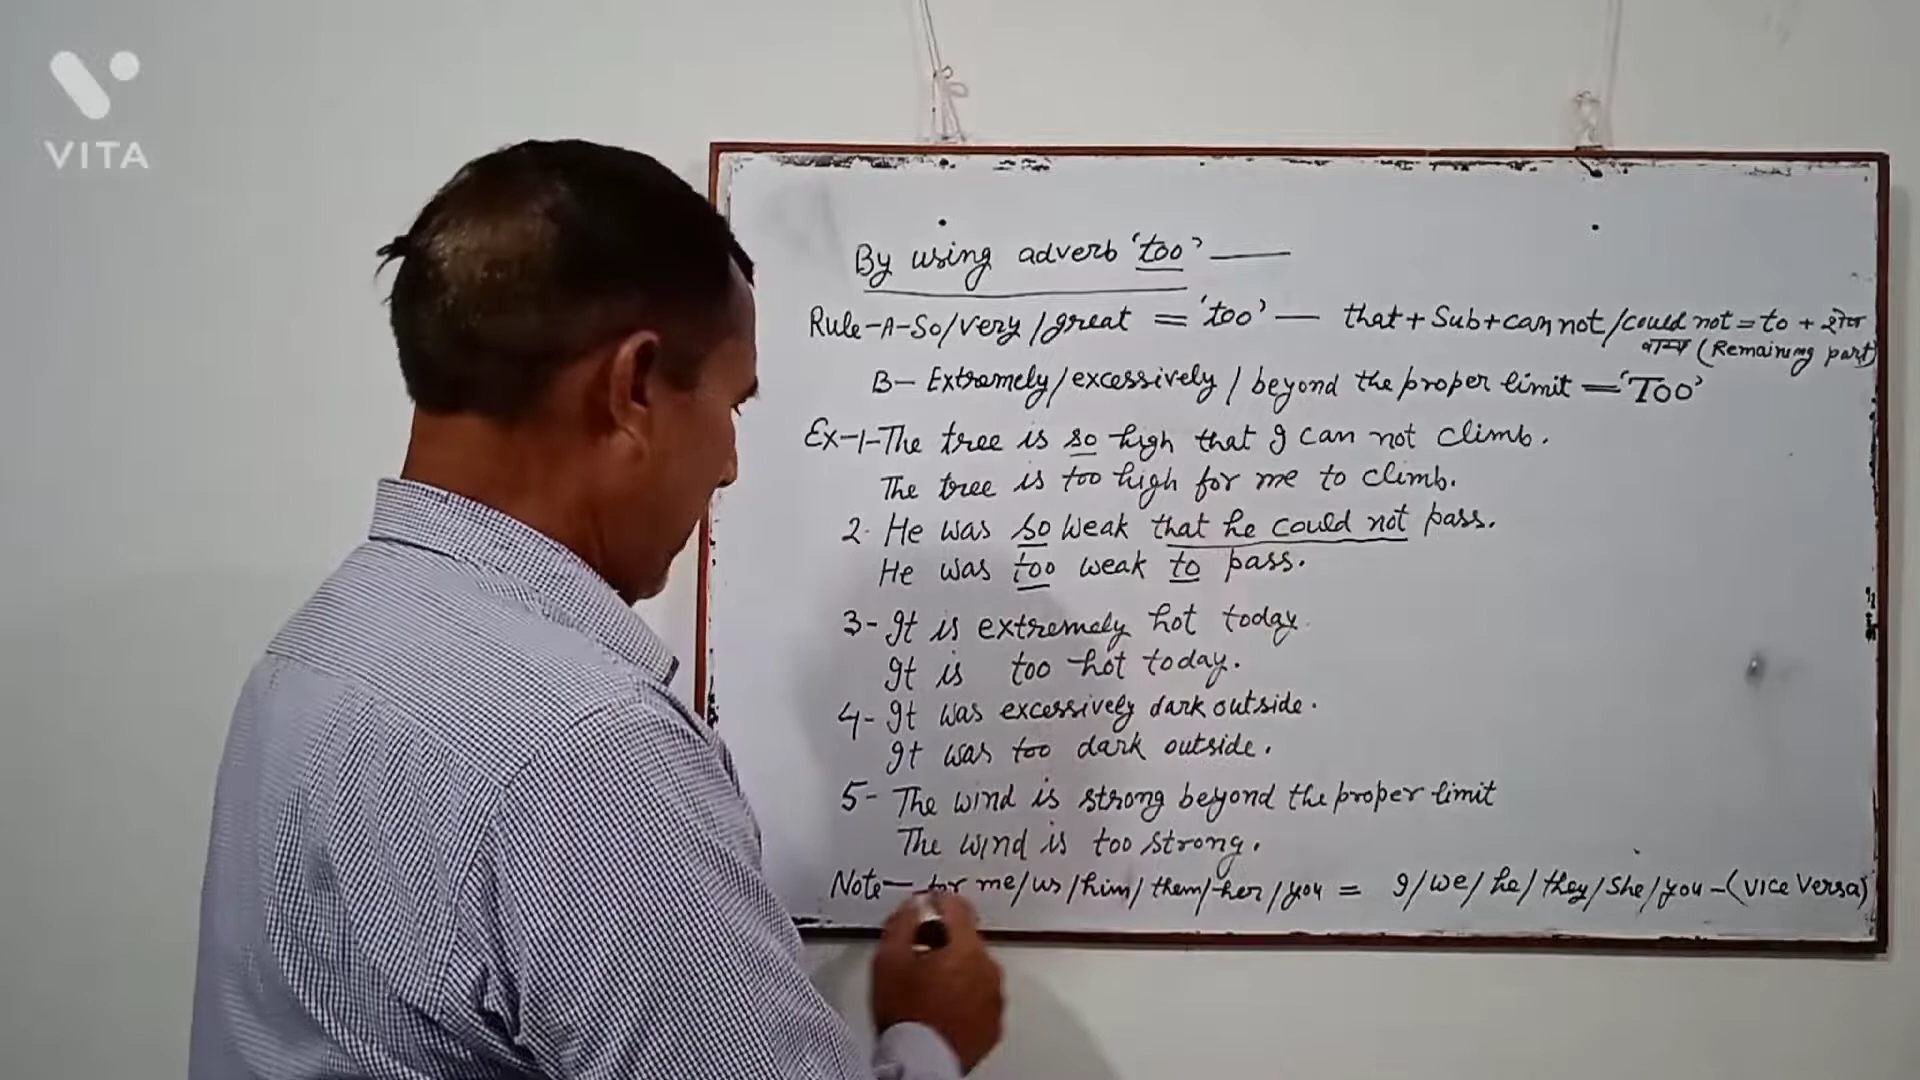 VITA
By using adverb 'too' —
Rule-A-So/very/great = 'too' — that + Sub + can not/could not = to + शेष
वाक्य (Remaining part)
B- Extremely/excessively/beyond the proper limit = 'TOO'
Ex-1-The tree is so high that I can not climb.
The tree is too high for me to climb.
2. He was so weak that he could not pass.
He was too weak to pass.
3- It is extremely hot today.
It is too hot today.
4- It was excessively dark outside.
It was too dark outside.
5- The wind is strong beyond the proper limit
The wind is too strong.
Note- for me/us/him/them/her/you = I/we/he/they/She/you -(vice versa)